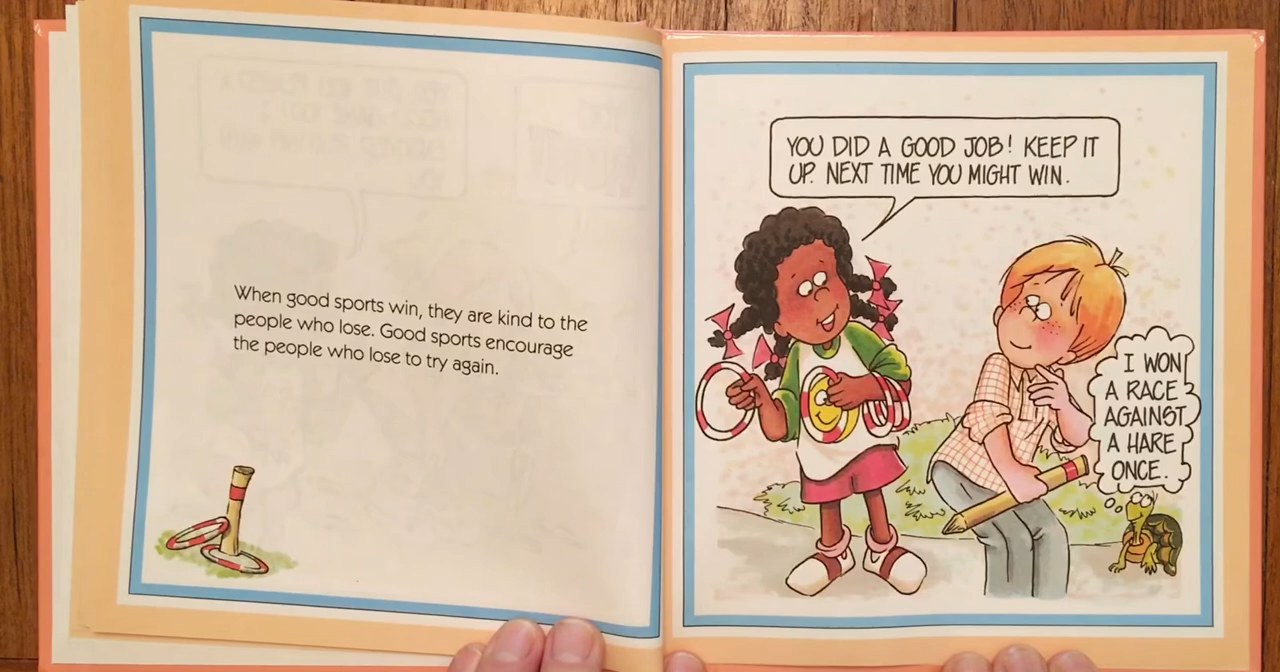 When good sports win, they are kind to the
people who lose. Good sports encourage
the people who lose to try again.
YOU DID A GOOD JOB! KEEP IT
UP. NEXT TIME YOU MIGHT WIN.
I WON
A RACE
AGAINST
A HARE
ONCE.